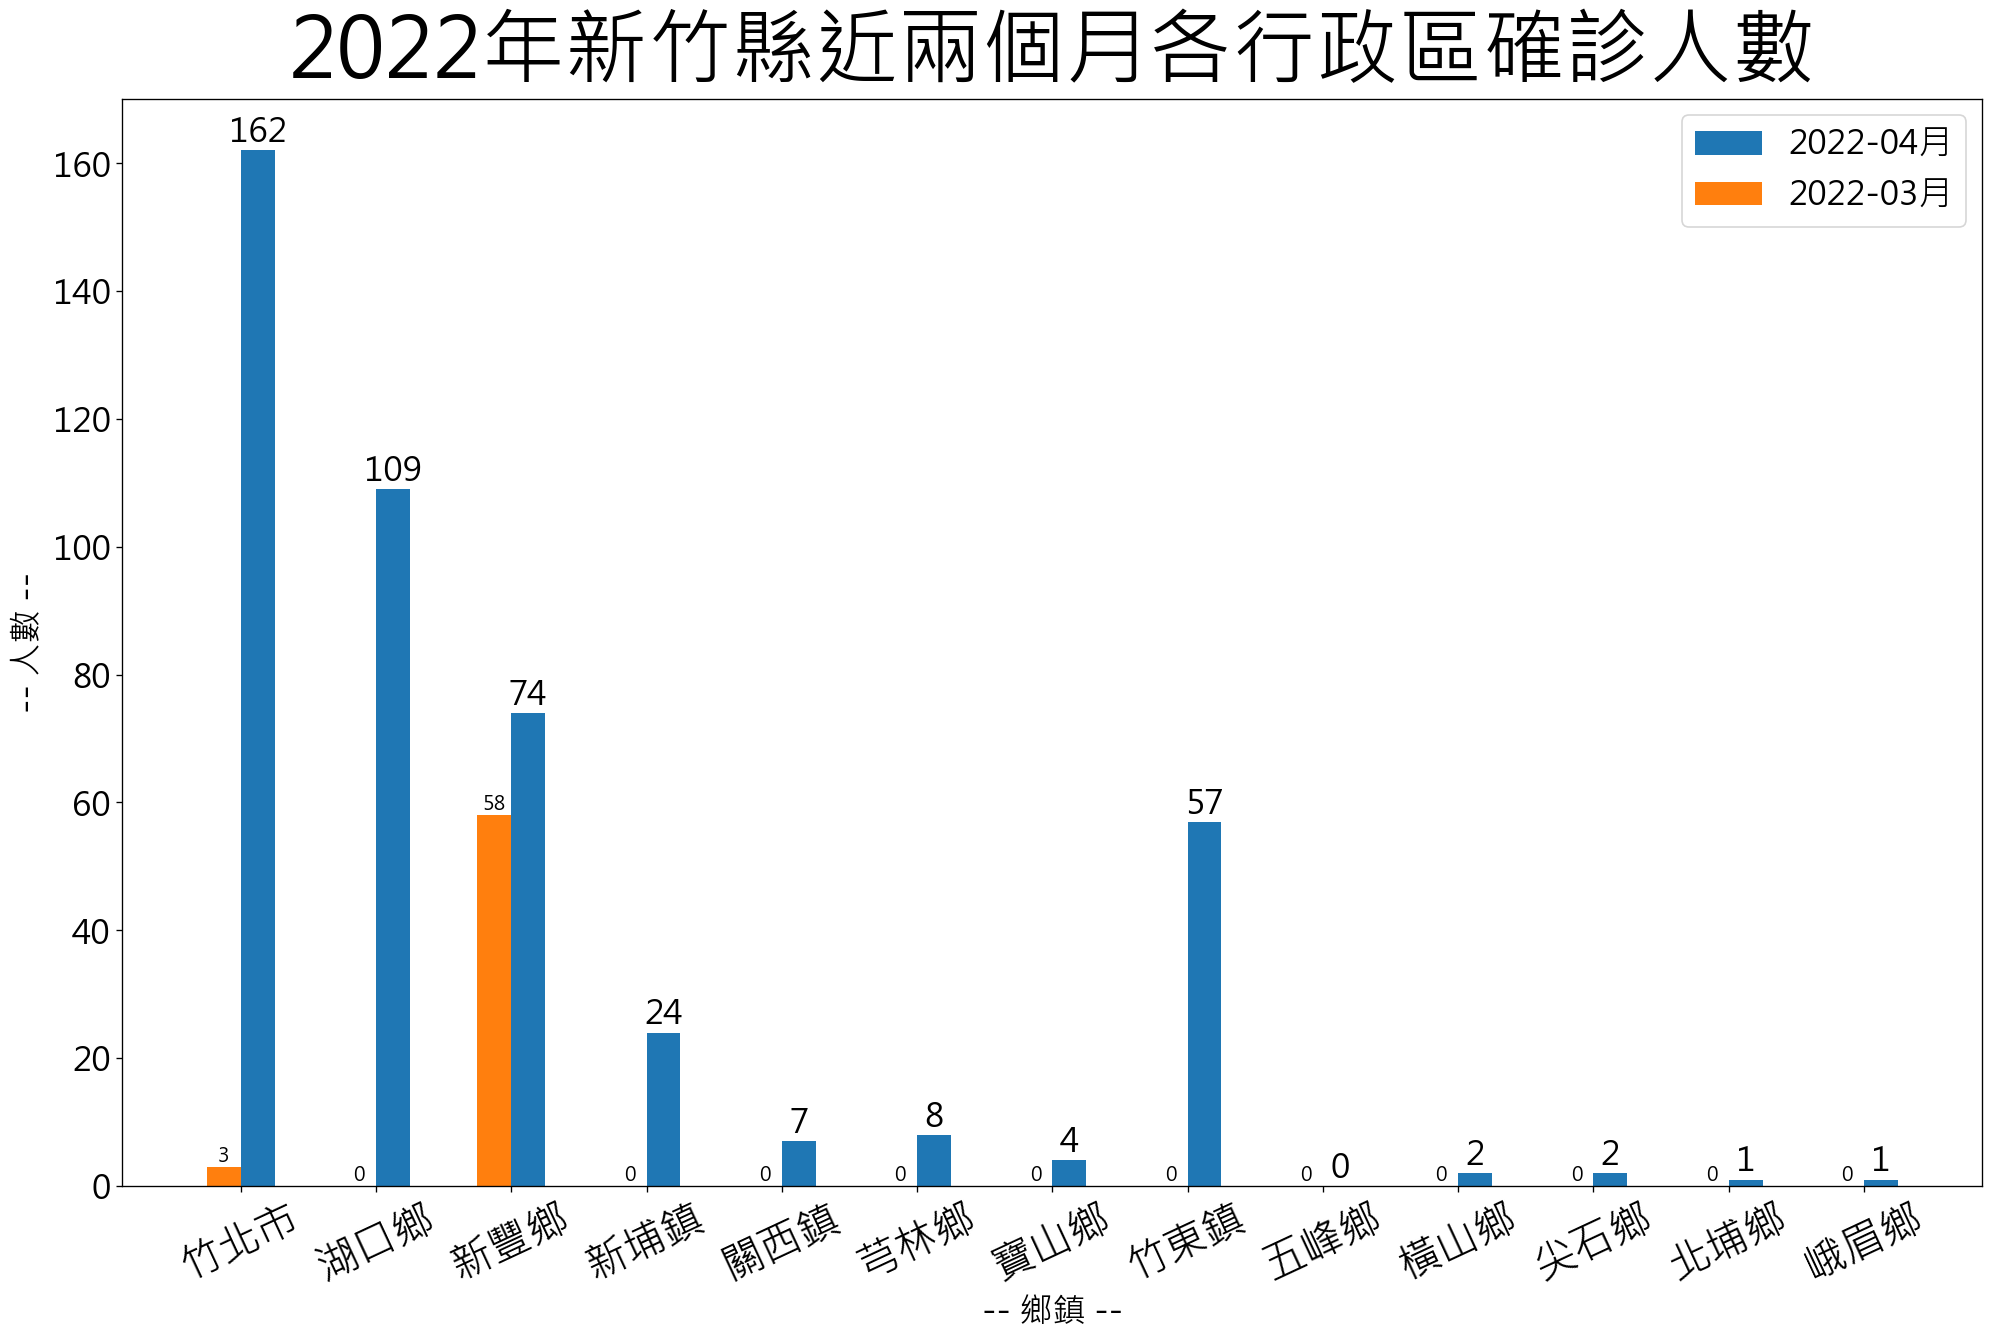 2022年新竹縣近兩個月各行政區確診人數
2022-04月
2022-03月
-- 人數 --
160
140
120
100
80
60
40
20
0
3
162
0
109
58
74
0
24
0
7
0
8
0
4
0
57
0
0
0
2
0
2
0
1
0
1
竹北市
湖口鄉
新豐鄉
新埔鎮
關西鎮
芎林鄉
寶山鄉
竹東鎮
五峰鄉
橫山鄉
尖石鄉
北埔鄉
峨眉鄉
-- 鄉鎮 --